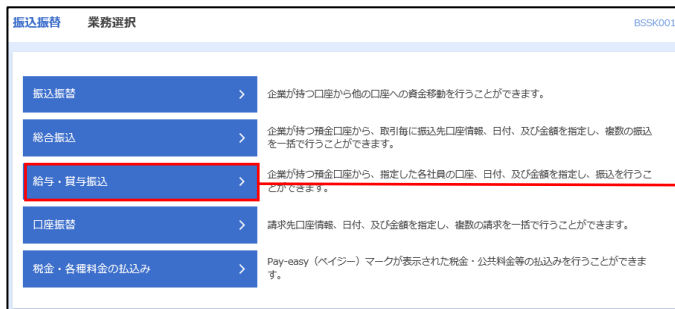 振込振替 業務選択 BSSK001
振込振替
企業が持つ口座から他の口座への資金移動を行うことができます。
総合振込
企業が持つ預金口座から、取引毎に振込先口座情報、日付、及び金額を指定し、複数の振込
を一括で行うことができます。
給与・賞与振込
企業が持つ預金口座から、指定した各社員の口座、日付、及び金額を指定し、振込を行うこ
とができます。
口座振替
請求先口座情報、日付、及び金額を指定し、複数の請求を一括で行うことができます。
税金・各種料金の払込み
Pay-easy（ペイジー）マークが表示された税金・公共料金等の払込みを行うことができま
す。